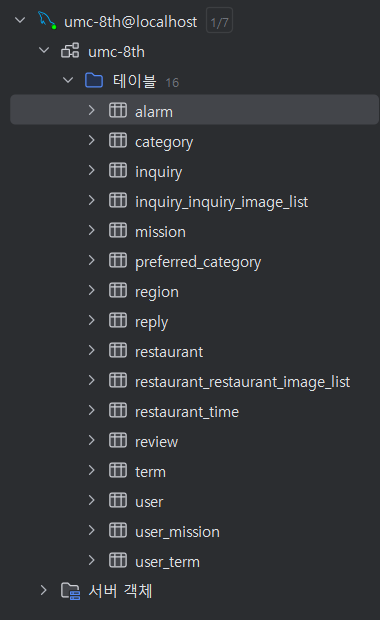 umc-8th@localhost 1/7
umc-8th
테이블 16
alarm
category
inquiry
inquiry_inquiry_image_list
mission
preferred_category
region
reply
restaurant
restaurant_restaurant_image_list
restaurant_time
review
term
user
user_mission
user_term
서버 객체